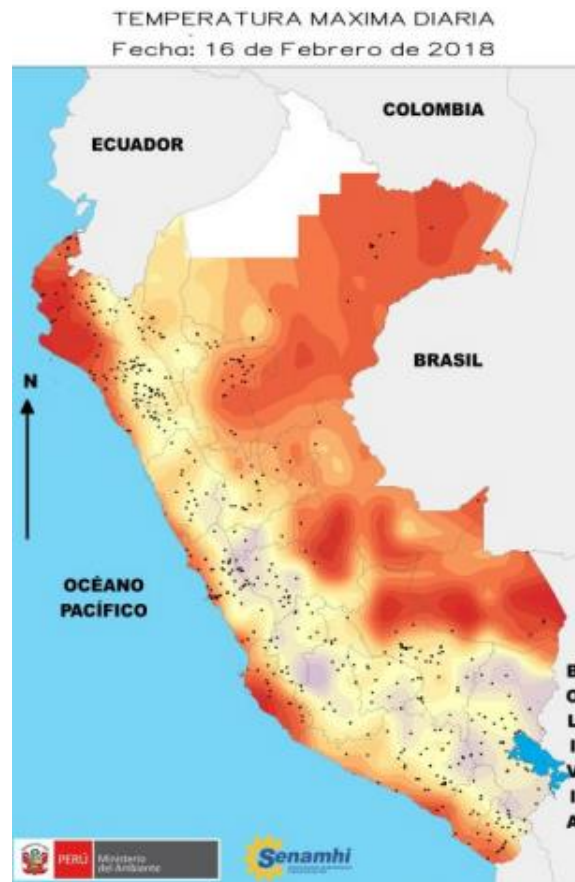 TEMPERATURA MAXIMA DIARIA
Fecha: 16 de Febrero de 2018
COLOMBIA
ECUADOR
BRASIL
N
OCÉANO
PACÍFICO
BOLIVIA
PERÚ
Ministerio
del Ambiente
Senamhi